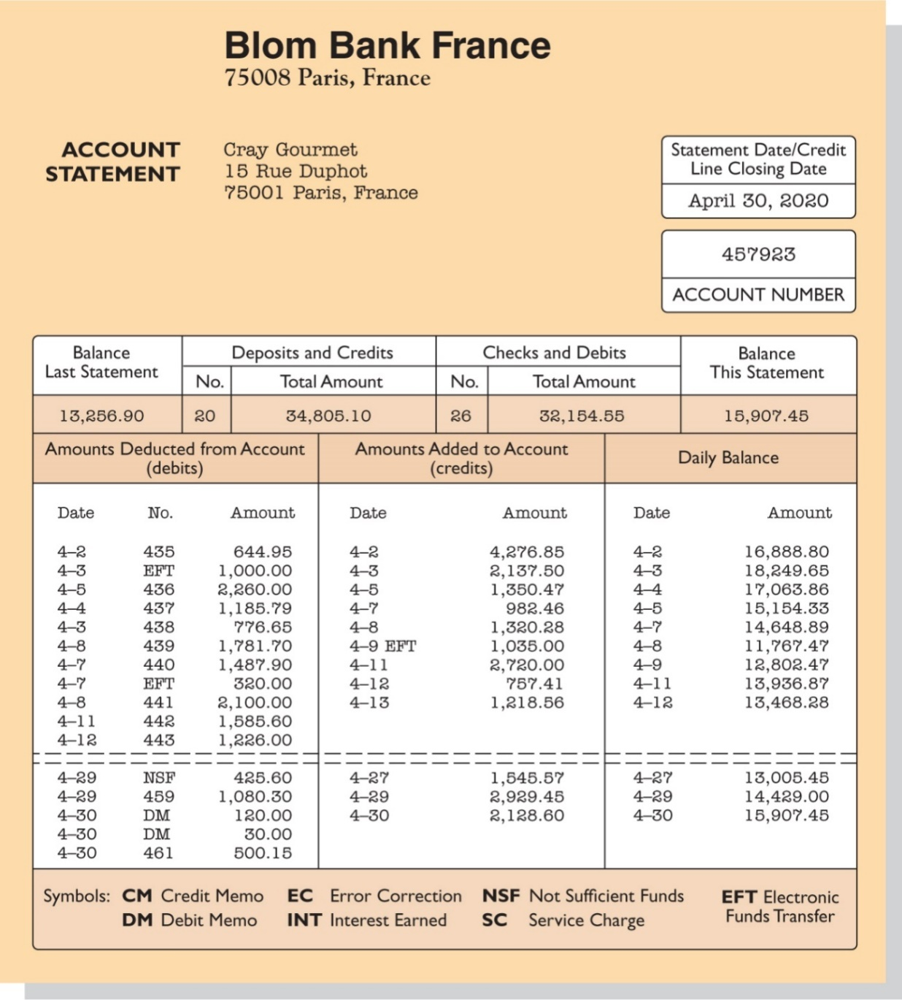 Blom Bank France
75008 Paris, France
ACCOUNT
STATEMENT
Cray Gourmet
15 Rue Duphot
75001 Paris, France
Statement Date/Credit
Line Closing Date
April 30, 2020
457923
ACCOUNT NUMBER
Balance
Last Statement
Deposits and Credits
Checks and Debits
Balance
This Statement
No. Total Amount No. Total Amount
13,256.90 20 34,805.10 26 32,154.55 15,907.45
Amounts Deducted from Account
(debits)
Amounts Added to Account
(credits)
Daily Balance
Date No. Amount Date Amount Date Amount
4–2 435 644.95 4–2 4,276.85 4–2 16,888.80
4–3 EFT 1,000.00 4–3 2,137.50 4–3 18,249.65
4–5 436 2,260.00 4–5 1,350.47 4–4 17,063.86
4–4 437 1,185.79 4–7 982.46 4–5 15,154.33
4–3 438 776.65 4–8 1,320.28 4–7 14,648.89
4–8 439 1,781.70 4–9 EFT 1,035.00 4–8 11,767.47
4–7 440 1,487.90 4–11 2,720.00 4–9 12,802.47
4–7 EFT 320.00 4–12 757.41 4–11 13,936.87
4–8 441 2,100.00 4–13 1,218.56 4–12 13,468.28
4–11 442 1,585.60
4–12 443 1,226.00
4–29 NSF 425.60 4–27 1,545.57 4–27 13,005.45
4–29 459 1,080.30 4–29 2,929.45 4–29 14,429.00
4–30 DM 120.00 4–30 2,128.60 4–30 15,907.45
4–30 DM 30.00
4–30 461 500.15
Symbols: CM Credit Memo EC Error Correction NSF Not Sufficient Funds EFT Electronic
DM Debit Memo INT Interest Earned SC Service Charge Funds Transfer